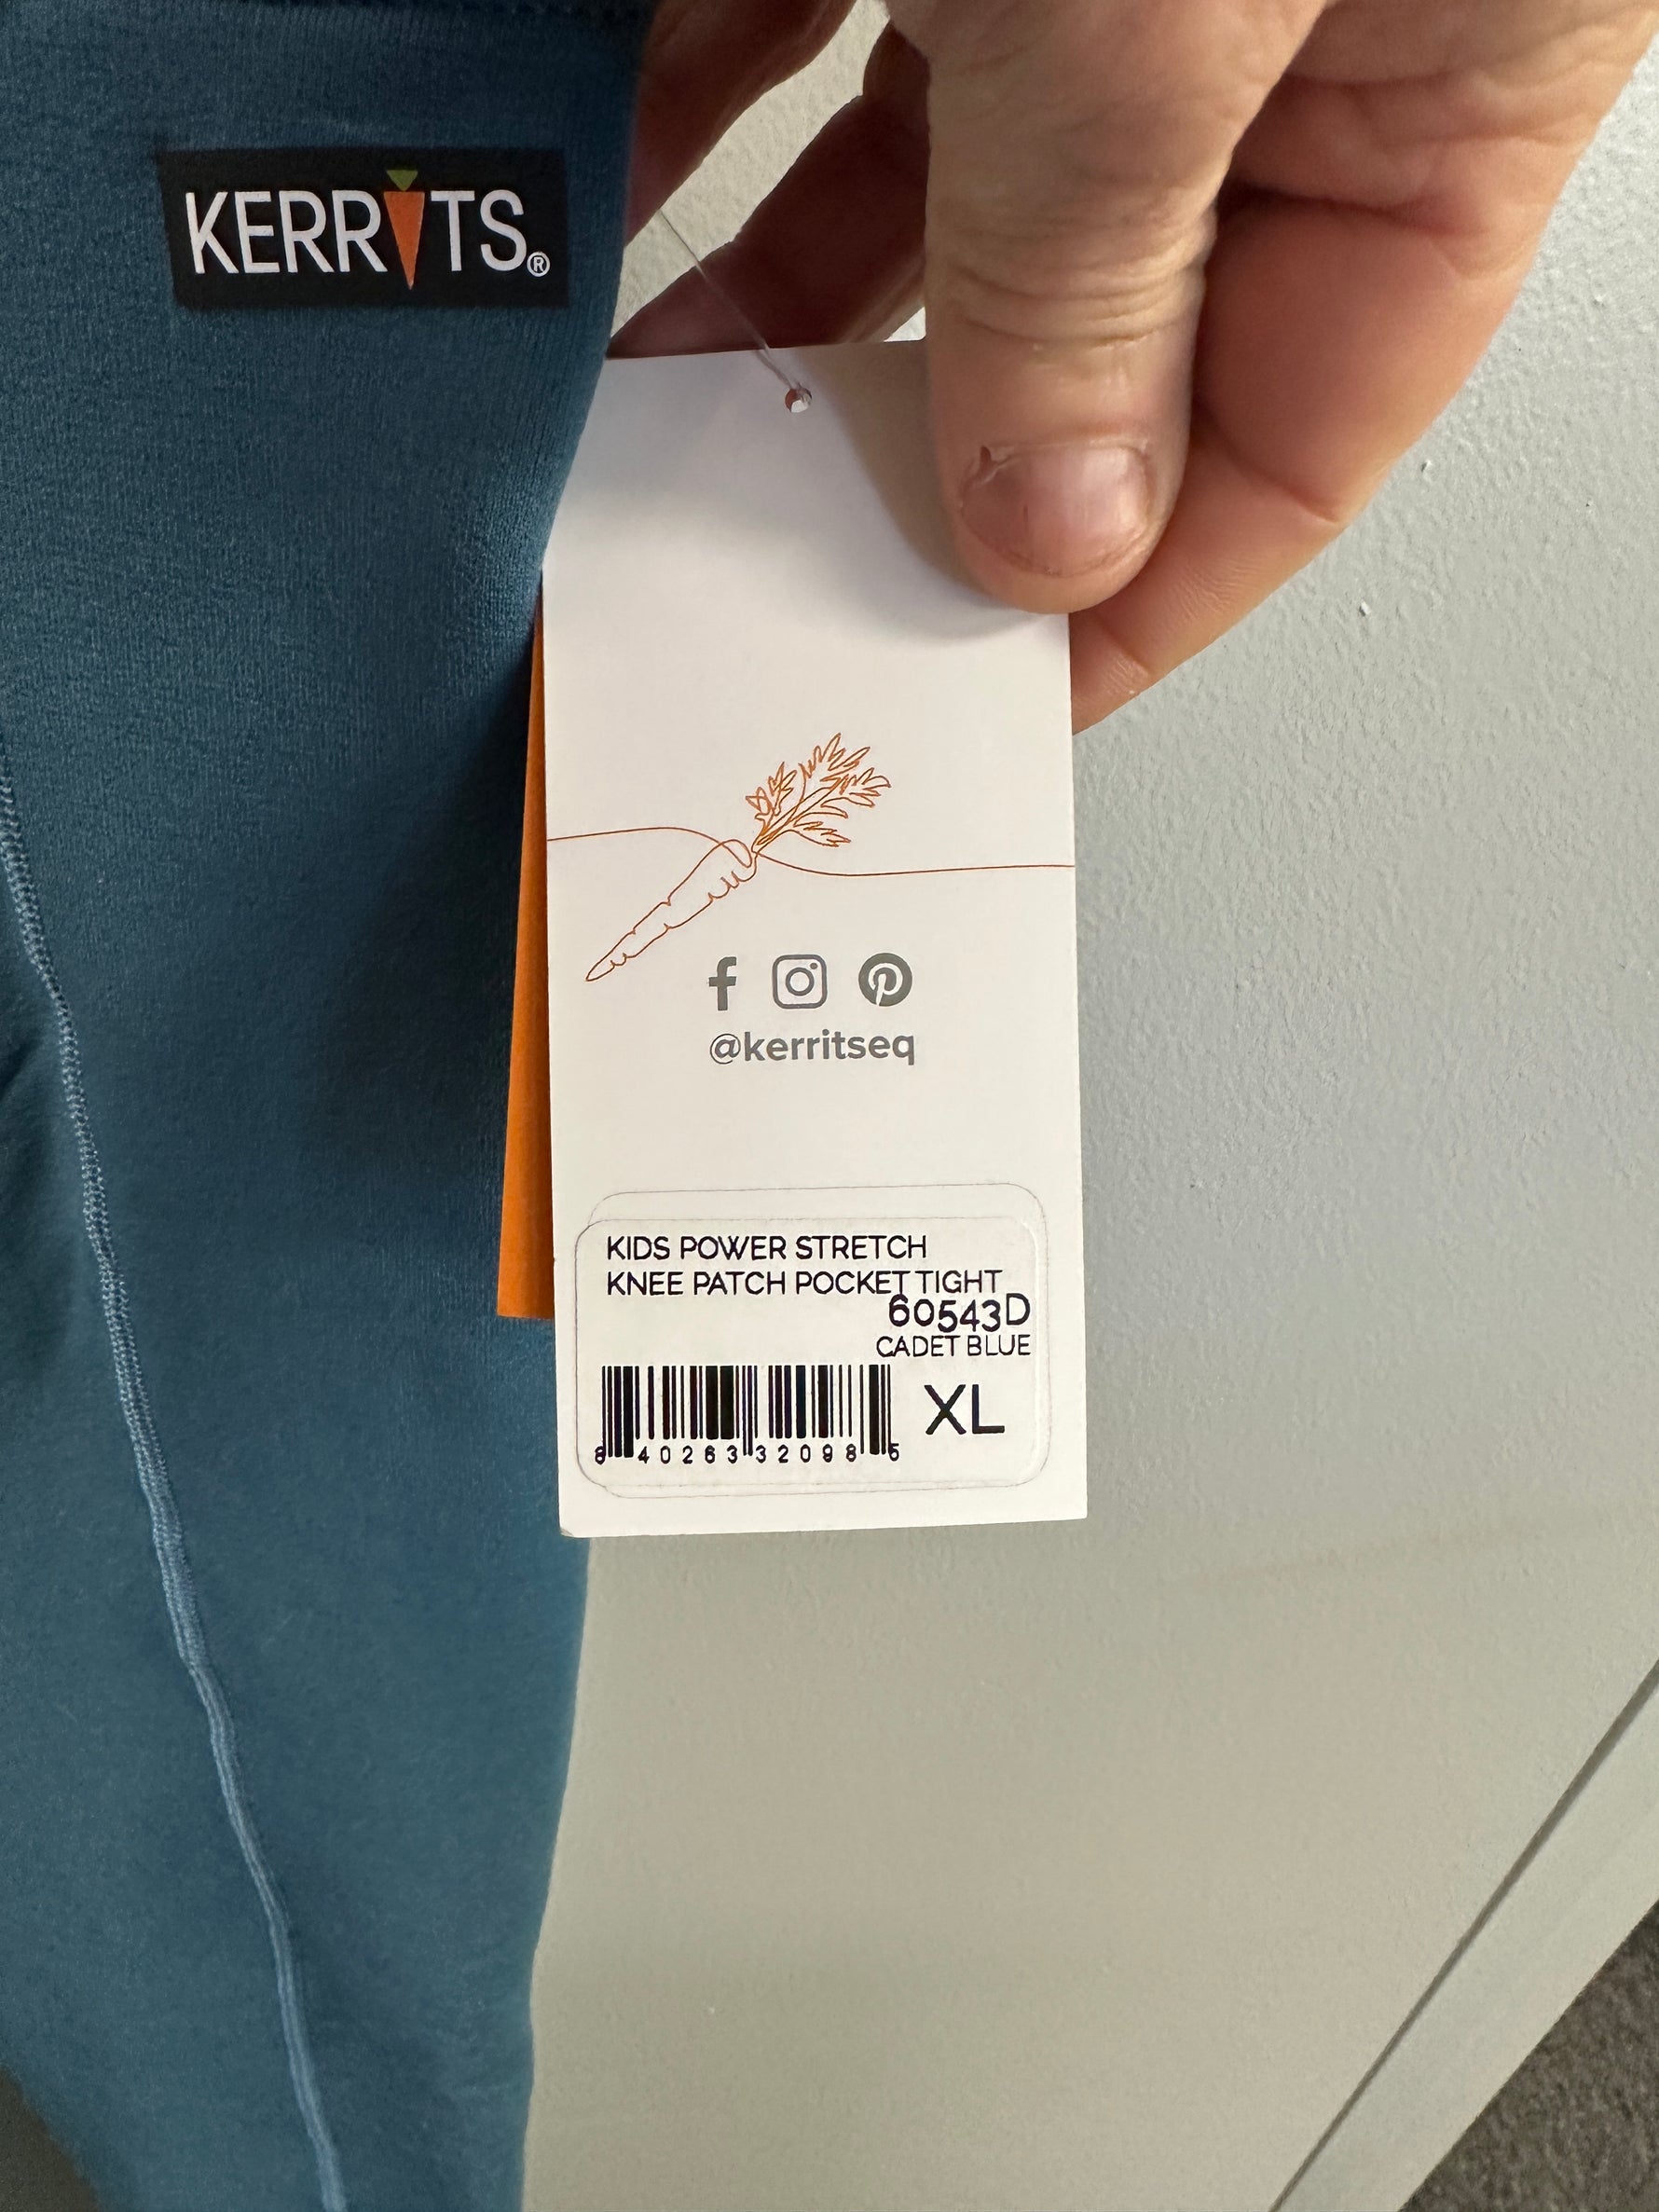 KERRITS®
@kerritseq
KIDS POWER STRETCH
KNEE PATCH POCKET TIGHT
60543D
CADET BLUE
XL
8 40263 32098 5